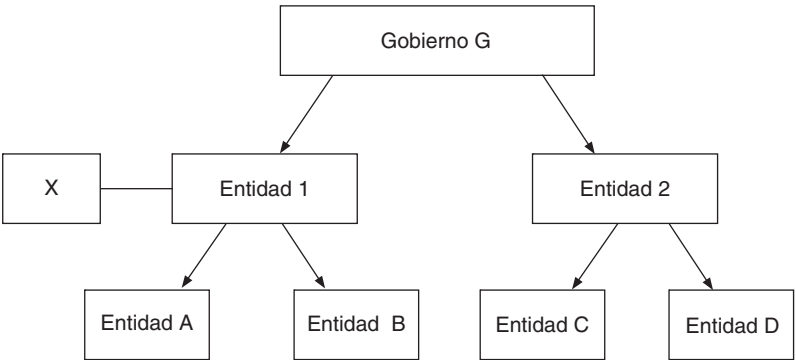 Gobierno G
X
Entidad 1
Entidad 2
Entidad A
Entidad B
Entidad C
Entidad D